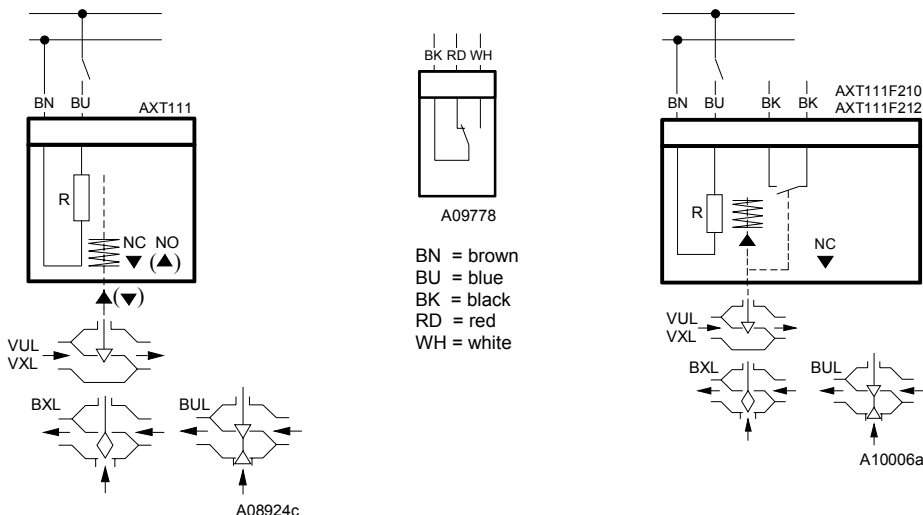 BN BU AXT111
R
NC NO
VUL
VXL
BXL BUL
A08924c
BK RD WH
A09778
BN = brown
BU = blue
BK = black
RD = red
WH = white
AXT111F210
AXT111F212
BN BU BK BK
R
NC
VUL
VXL
BXL BUL
A10006a